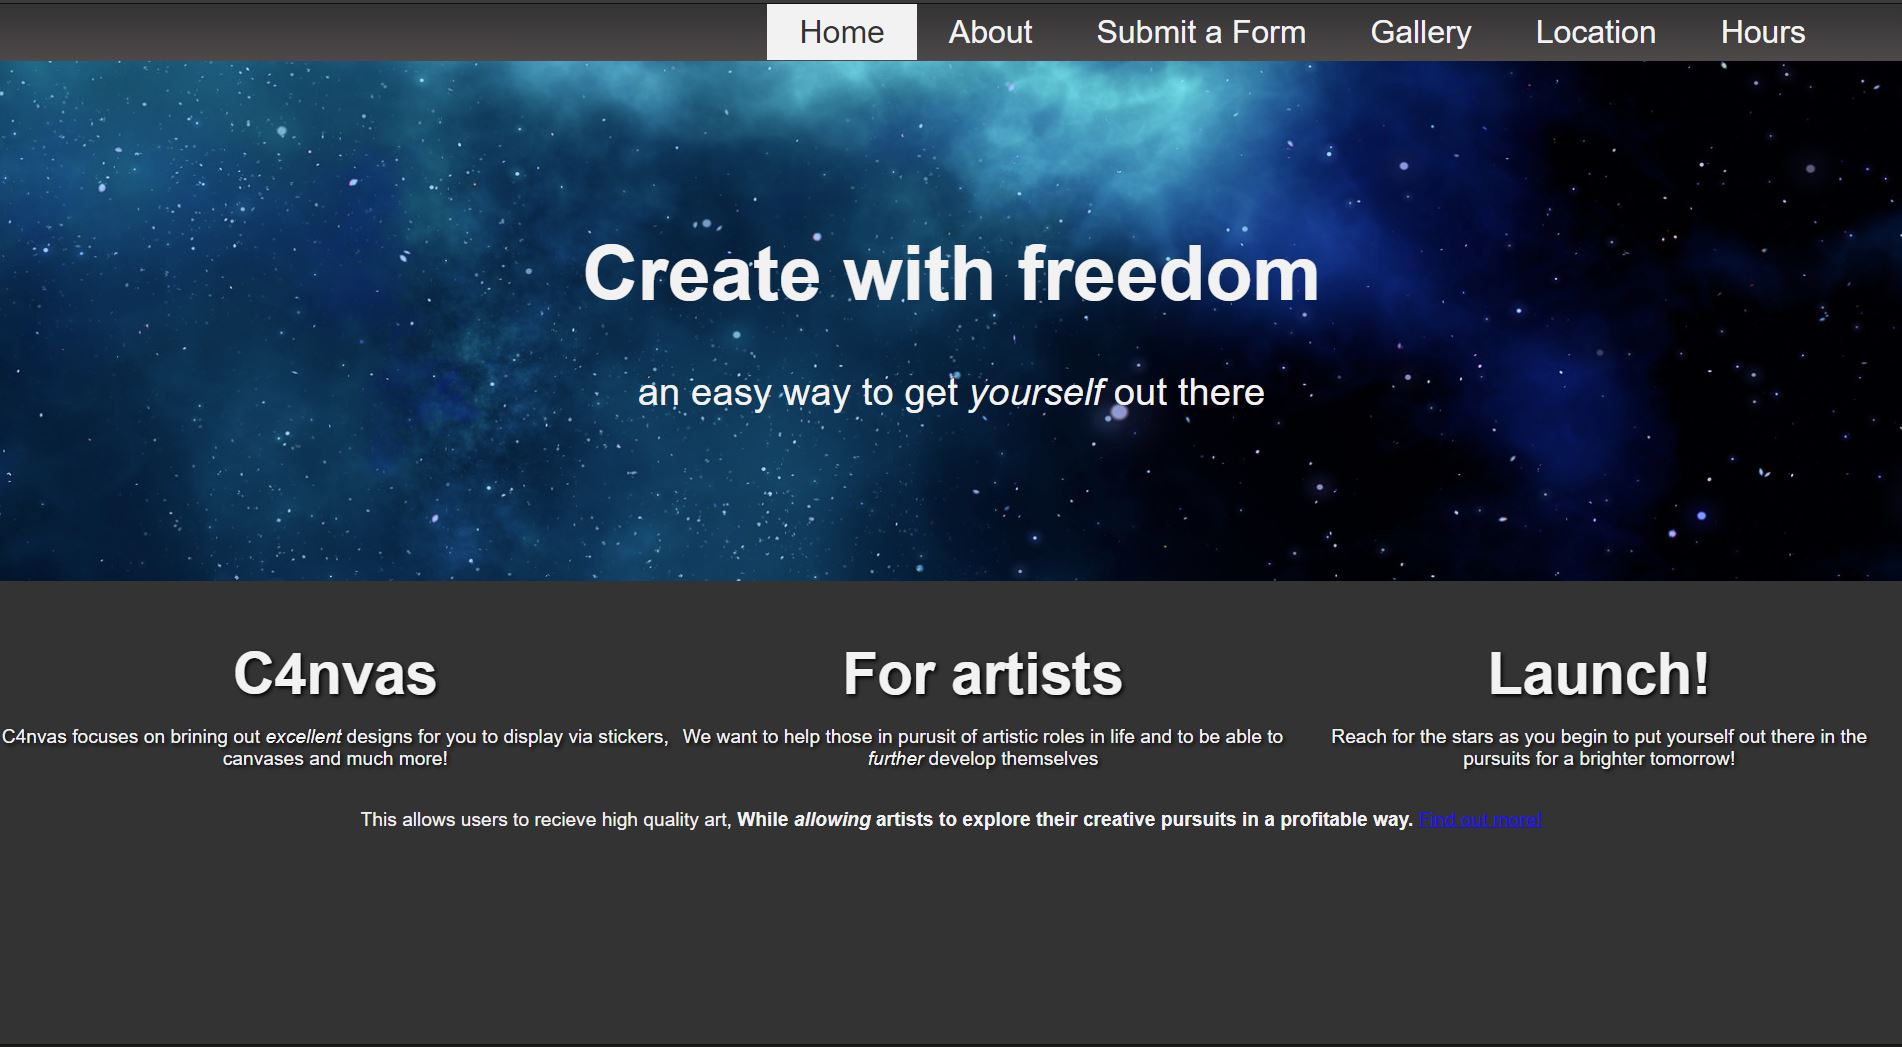 Home About Submit a Form Gallery Location Hours
Create with freedom
an easy way to get yourself out there
C4nvas
C4nvas focuses on brining out excellent designs for you to display via stickers,
canvases and much more!
For artists
We want to help those in purusit of artistic roles in life and to be able to
further develop themselves
Launch!
Reach for the stars as you begin to put yourself out there in the
pursuits for a brighter tomorrow!
This allows users to recieve high quality art, While allowing artists to explore their creative pursuits in a profitable way. Find out more!